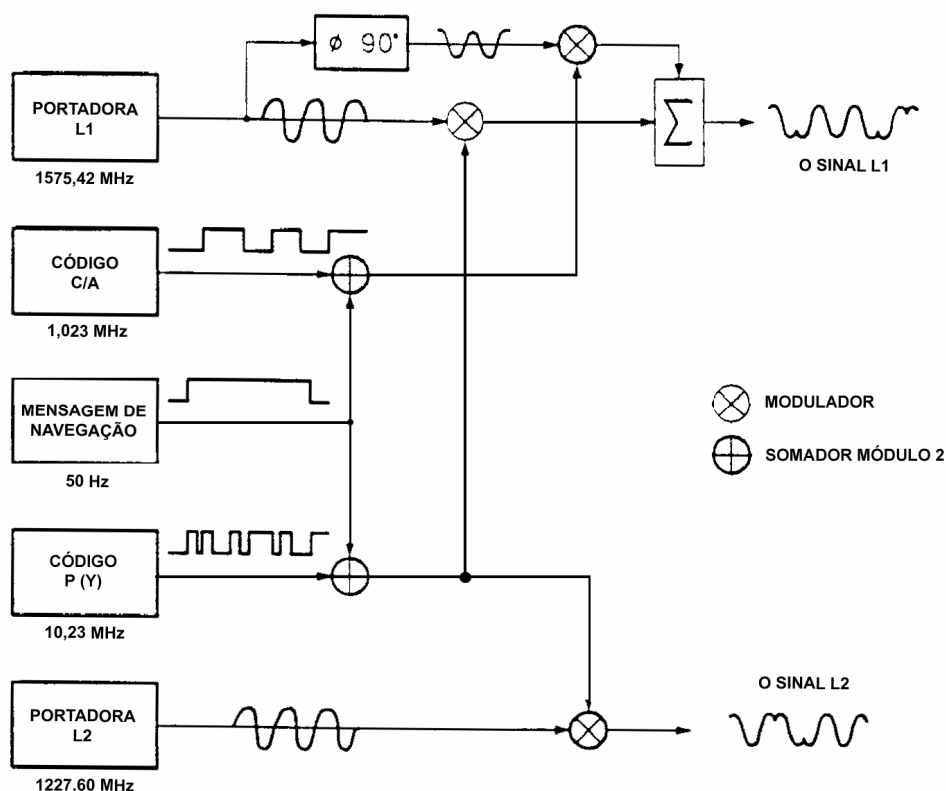 ø 90°
PORTADORA
L1
1575,42 MHz
Σ
O SINAL L1
CÓDIGO
C/A
1,023 MHz
MENSAGEM DE
NAVEGAÇÃO
50 Hz
MODULADOR
SOMADOR MÓDULO 2
CÓDIGO
P (Y)
10,23 MHz
PORTADORA
L2
1227,60 MHz
O SINAL L2